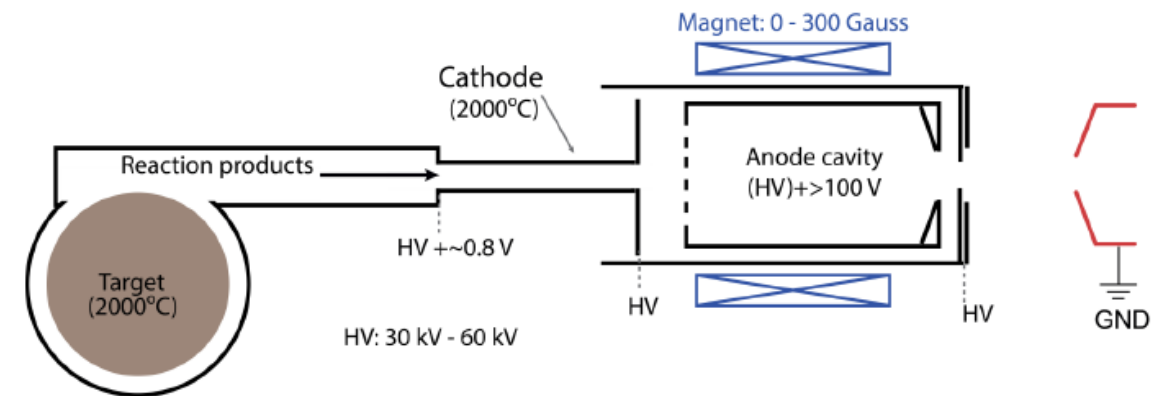 Magnet: 0 - 300 Gauss
Cathode
(2000°C)
Reaction products
Anode cavity
(HV)+>100 V
HV +~0.8 V
Target
(2000°C)
HV
HV
GND
HV: 30 kV - 60 kV